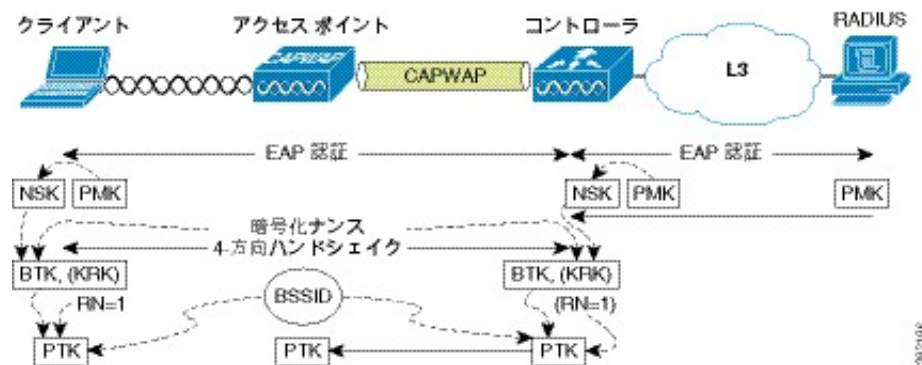 クライアント
アクセス ポイント
コントローラ
RADIUS
CAPWAP
CAPWAP
L3
EAP 認証
EAP 認証
NSK
PMK
NSK
PMK
PMK
暗号化ナンス
4-方向ハンドシェイク
BTK, (KRK)
BTK, (KRK)
RN=1
BSSID
(RN=1)
PTK
PTK
PTK